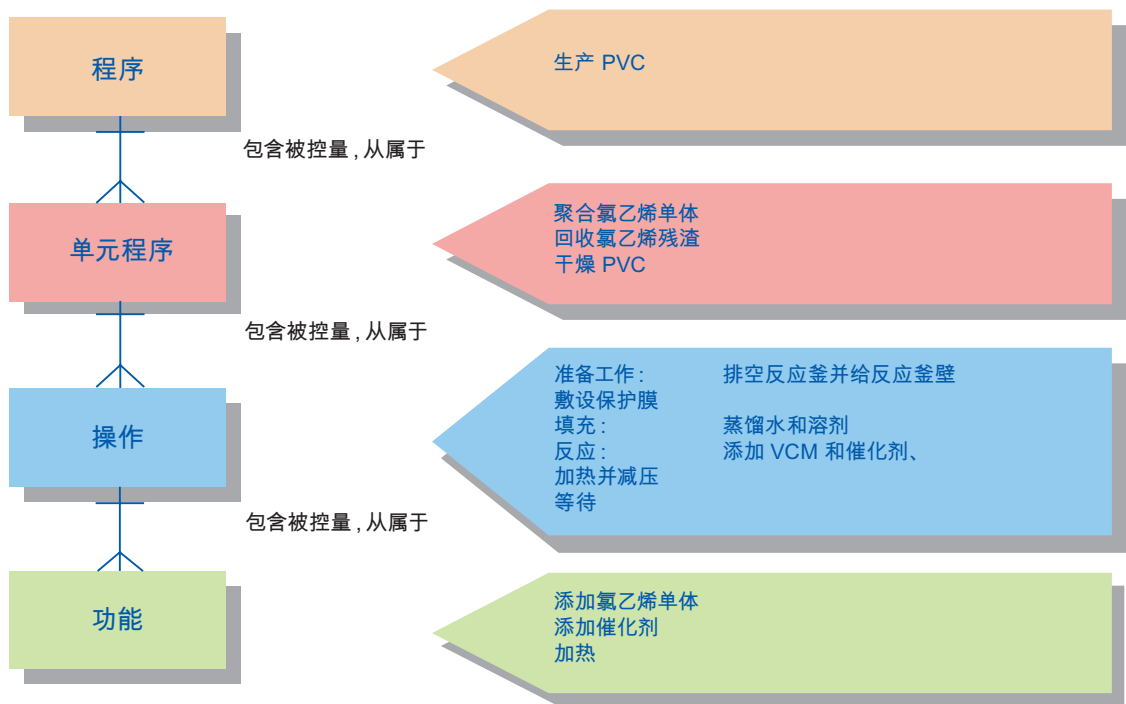 程序
生产 PVC
包含被控量 , 从属于
单元程序
聚合氯乙烯单体
回收氯乙烯残渣
干燥 PVC
包含被控量 , 从属于
操作
准备工作 : 排空反应釜并给反应釜壁
敷设保护膜
填充 : 蒸馏水和溶剂
反应 : 添加 VCM 和催化剂、
加热并减压
等待
包含被控量 , 从属于
功能
添加氯乙烯单体
添加催化剂
加热